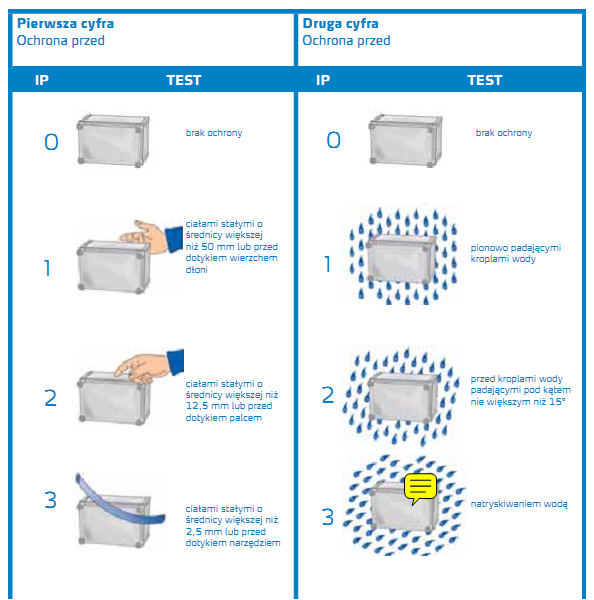 Pierwsza cyfra
Ochrona przed
IP TEST
0
brak ochrony
1
ciałami stałymi o
średnicy większej
niż 50 mm lub przed
dotykiem wierzchem
dłoni
2
ciałami stałymi o
średnicy większej niż
12,5 mm lub przed
dotykiem palcem
3
ciałami stałymi o
średnicy większej niż
2,5 mm lub przed
dotykiem narzędziem
Druga cyfra
Ochrona przed
IP TEST
0
brak ochrony
1
pionowo padającymi
kroplami wody
2
przed kroplami wody
padającymi pod kątem
nie większym niż 15°
3
natryskiwaniem wodą